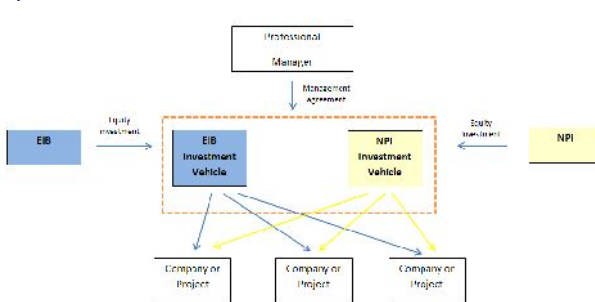 Professional
Manager
Management
agreement
Equity
investment
Equity
Investment
EIB
EIB
Investment
Vehicle
NPI
Investment
Vehicle
NPI
Company or
Project
Company or
Project
Company or
Project